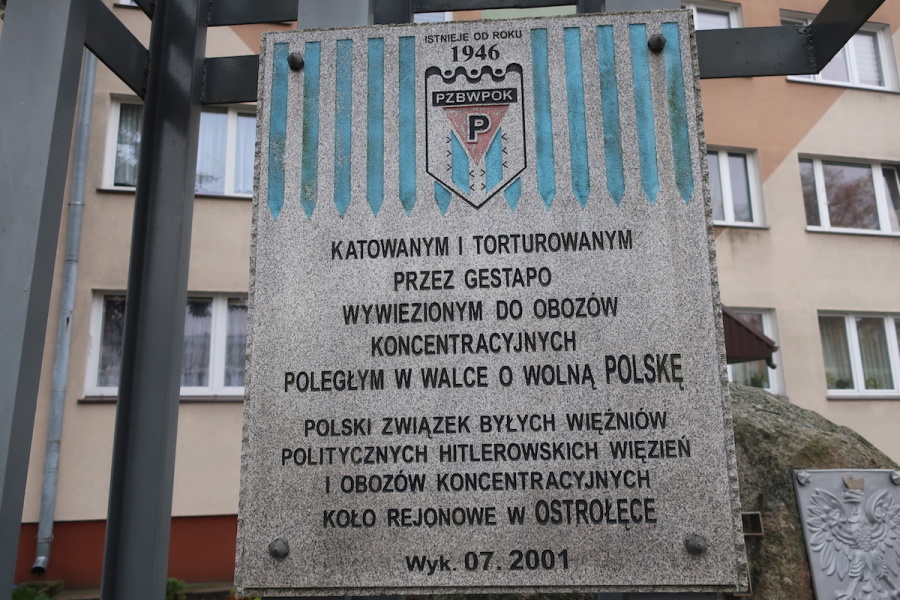 ISTNIEJE OD ROKU
1946
PZBWPOK
P
KATOWANYM I TORTUROWANYM
PRZEZ GESTAPO
WYWIEZIONYM DO OBOZÓW
KONCENTRACYJNYCH
POLEGŁYM W WALCE O WOLNĄ POLSKĘ
POLSKI ZWIĄZEK BYŁYCH WIĘŹNIÓW
POLITYCZNYCH HITLEROWSKICH WIĘZIEŃ
I OBOZÓW KONCENTRACYJNYCH
KOŁO REJONOWE W OSTROŁĘCE
Wyk. 07. 2001